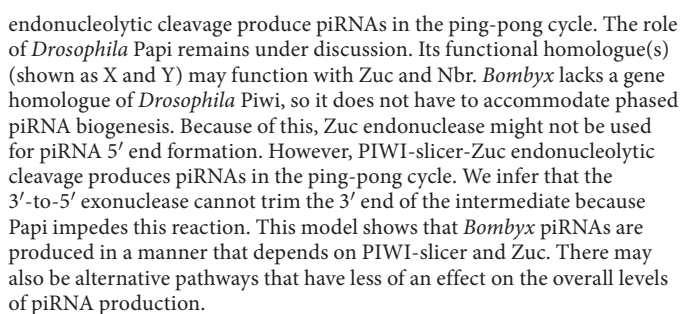 endonucleolytic cleavage produce piRNAs in the ping-pong cycle. The role
of Drosophila Papi remains under discussion. Its functional homologue(s)
(shown as X and Y) may function with Zuc and Nbr. Bombyx lacks a gene
homologue of Drosophila Piwi, so it does not have to accommodate phased
piRNA biogenesis. Because of this, Zuc endonuclease might not be used
for piRNA 5′ end formation. However, PIWI-slicer-Zuc endonucleolytic
cleavage produces piRNAs in the ping-pong cycle. We infer that the
3′-to-5′ exonuclease cannot trim the 3′ end of the intermediate because
Papi impedes this reaction. This model shows that Bombyx piRNAs are
produced in a manner that depends on PIWI-slicer and Zuc. There may
also be alternative pathways that have less of an effect on the overall levels
of piRNA production.